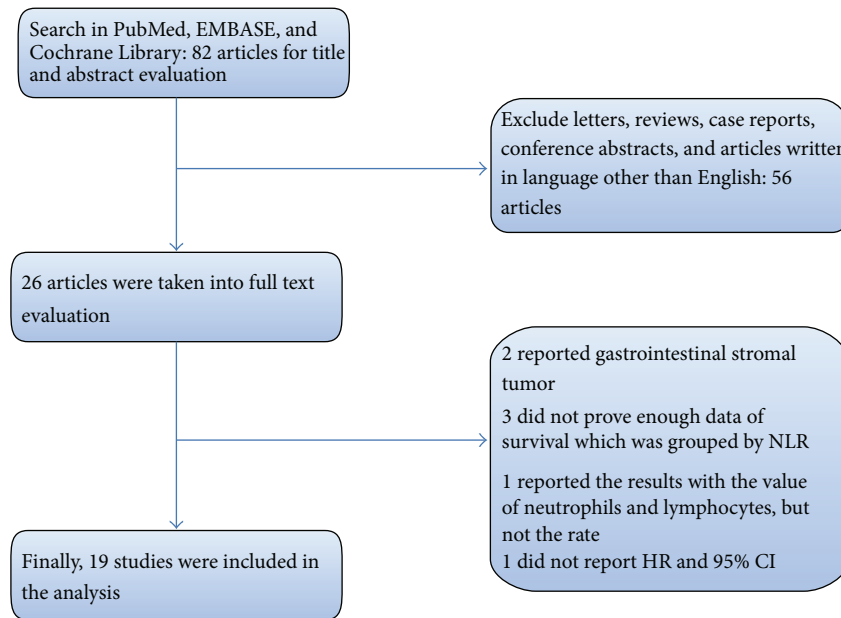 Search in PubMed, EMBASE, and
Cochrane Library: 82 articles for title
and abstract evaluation
Exclude letters, reviews, case reports,
conference abstracts, and articles written
in language other than English: 56
articles
26 articles were taken into full text
evaluation
2 reported gastrointestinal stromal
tumor
3 did not prove enough data of
survival which was grouped by NLR
1 reported the results with the value
of neutrophils and lymphocytes, but
not the rate
1 did not report HR and 95% CI
Finally, 19 studies were included in
the analysis